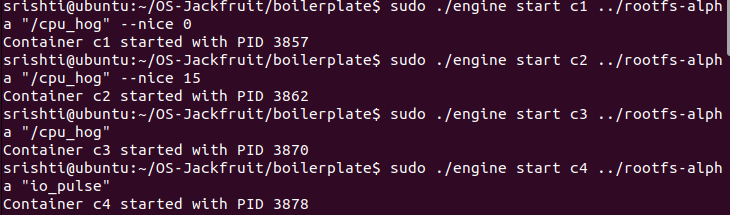 srishti@ubuntu:~/OS-Jackfruit/boilerplate$ sudo ./engine start c1 ../rootfs-alph
a "/cpu_hog" --nice 0
Container c1 started with PID 3857
srishti@ubuntu:~/OS-Jackfruit/boilerplate$ sudo ./engine start c2 ../rootfs-alph
a "/cpu_hog" --nice 15
Container c2 started with PID 3862
srishti@ubuntu:~/OS-Jackfruit/boilerplate$ sudo ./engine start c3 ../rootfs-alph
a "/cpu_hog"
Container c3 started with PID 3870
srishti@ubuntu:~/OS-Jackfruit/boilerplate$ sudo ./engine start c4 ../rootfs-alph
a "io_pulse"
Container c4 started with PID 3878